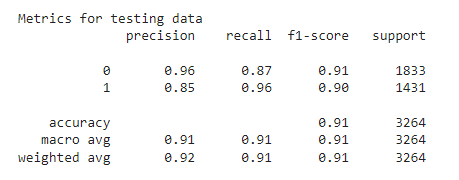 Metrics for testing data
precision recall f1-score support
0 0.96 0.87 0.91 1833
1 0.85 0.96 0.90 1431
accuracy 0.91 3264
macro avg 0.91 0.91 0.91 3264
weighted avg 0.92 0.91 0.91 3264